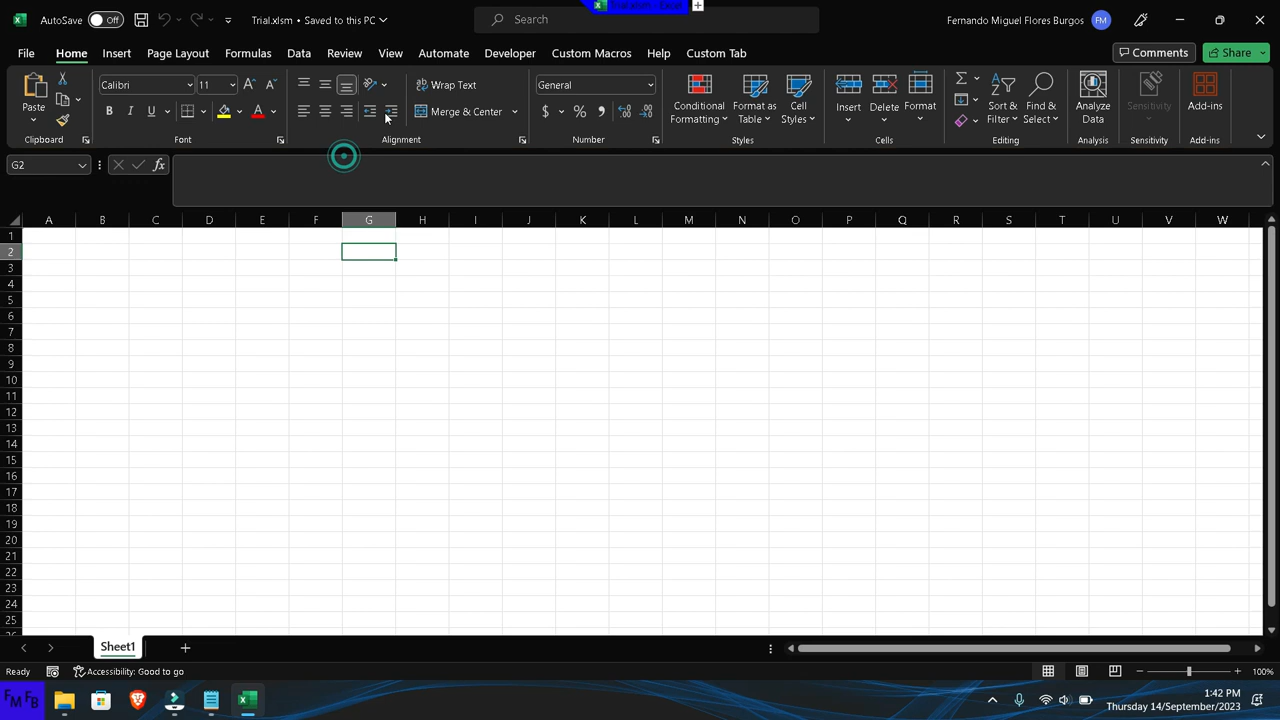 AutoSave Off Trial.xlsm • Saved to this PC Search Fernando Miguel Flores Burgos FM
File Home Insert Page Layout Formulas Data Review View Automate Developer Custom Macros Help Custom Tab Comments Share
Paste Calibri 11 Wrap Text General Conditional Formatting Format as Table Cell Styles Insert Delete Format Sort & Filter Find & Select Analyze Data Sensitivity Add-ins
B I U Merge & Center $ % 9
Clipboard Font Alignment Number Styles Cells Editing Analysis Sensitivity Add-ins
G2 fx
A B C D E F G H I J K L M N O P Q R S T U V W
1
2
3
4
5
6
7
8
9
10
11
12
13
14
15
16
17
18
19
20
21
22
23
24
25
Sheet1
Ready Accessibility: Good to go 100%
FM FB 1:42 PM
Thursday 14/September/2023